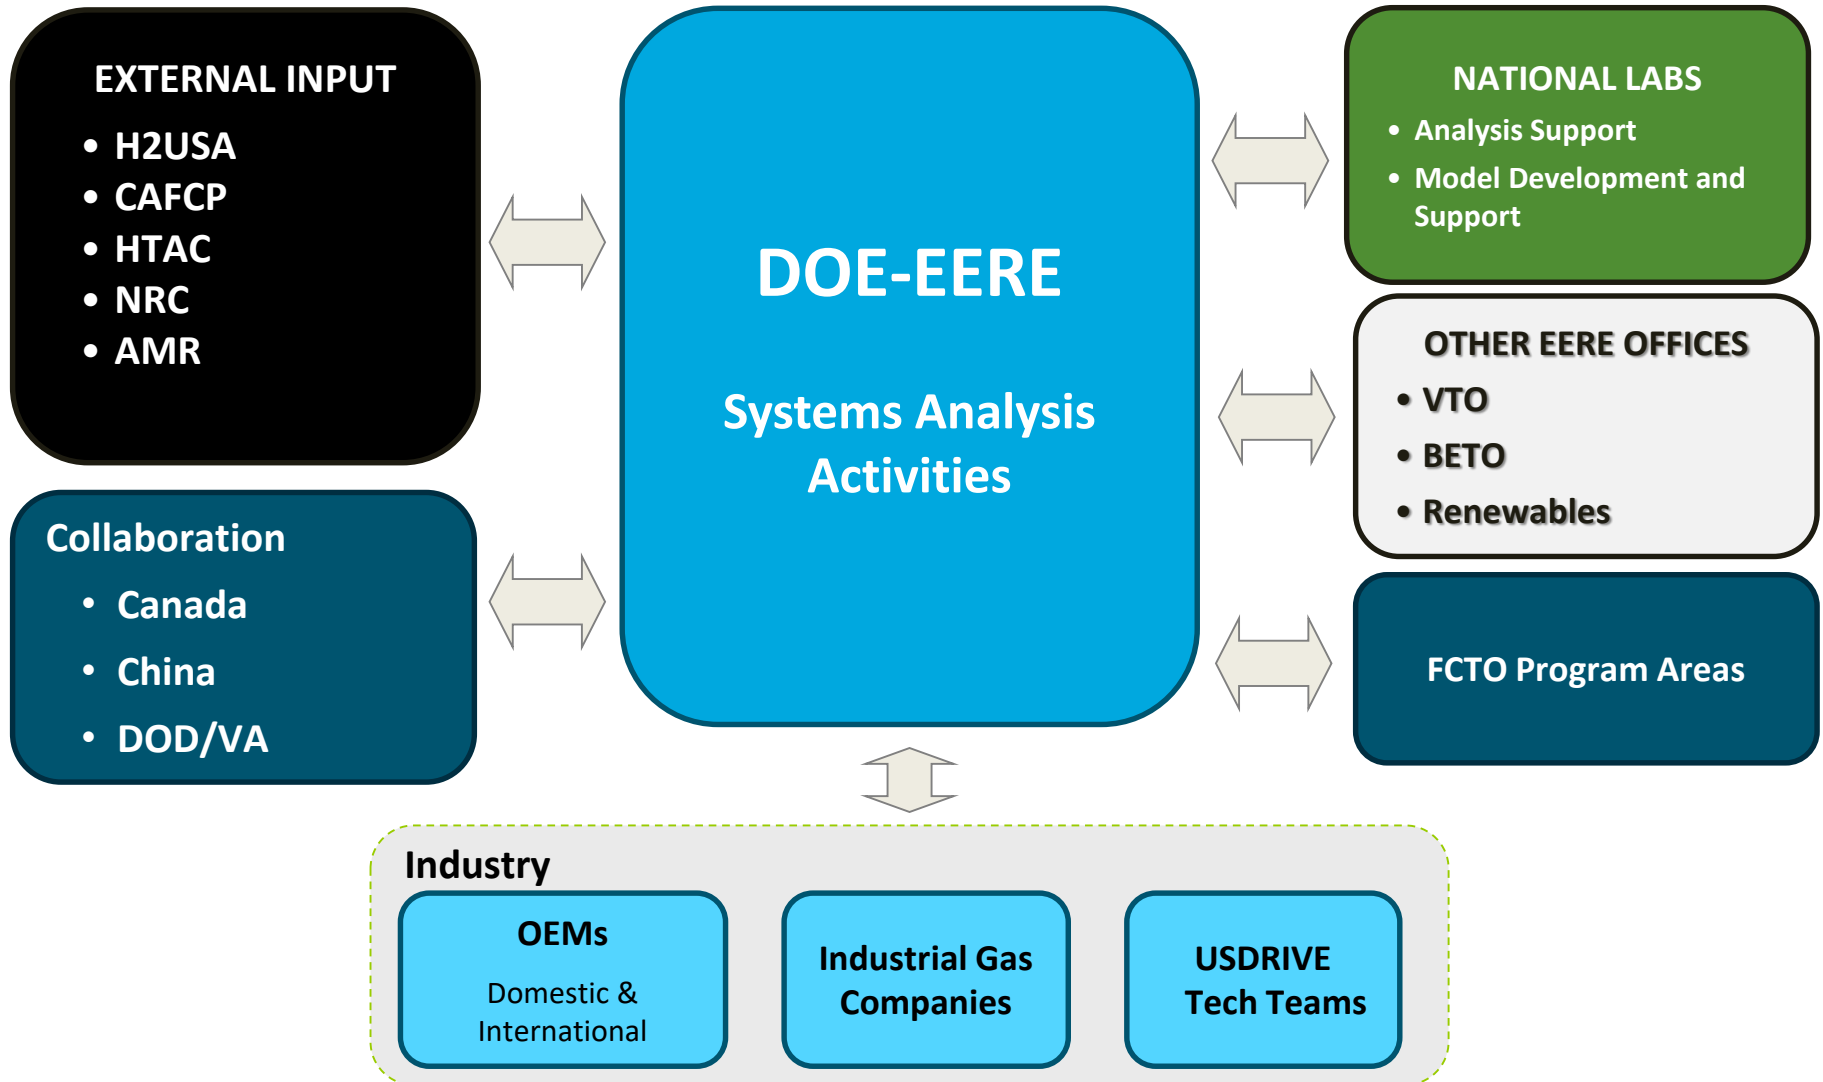 EXTERNAL INPUT
• H2USA
• CAFCP
• HTAC
• NRC
• AMR
Collaboration
• Canada
• China
• DOD/VA
DOE-EERE
Systems Analysis
Activities
NATIONAL LABS
• Analysis Support
• Model Development and
Support
OTHER EERE OFFICES
• VTO
• BETO
• Renewables
FCTO Program Areas
Industry
OEMs
Domestic &
International
Industrial Gas
Companies
USDRIVE
Tech Teams